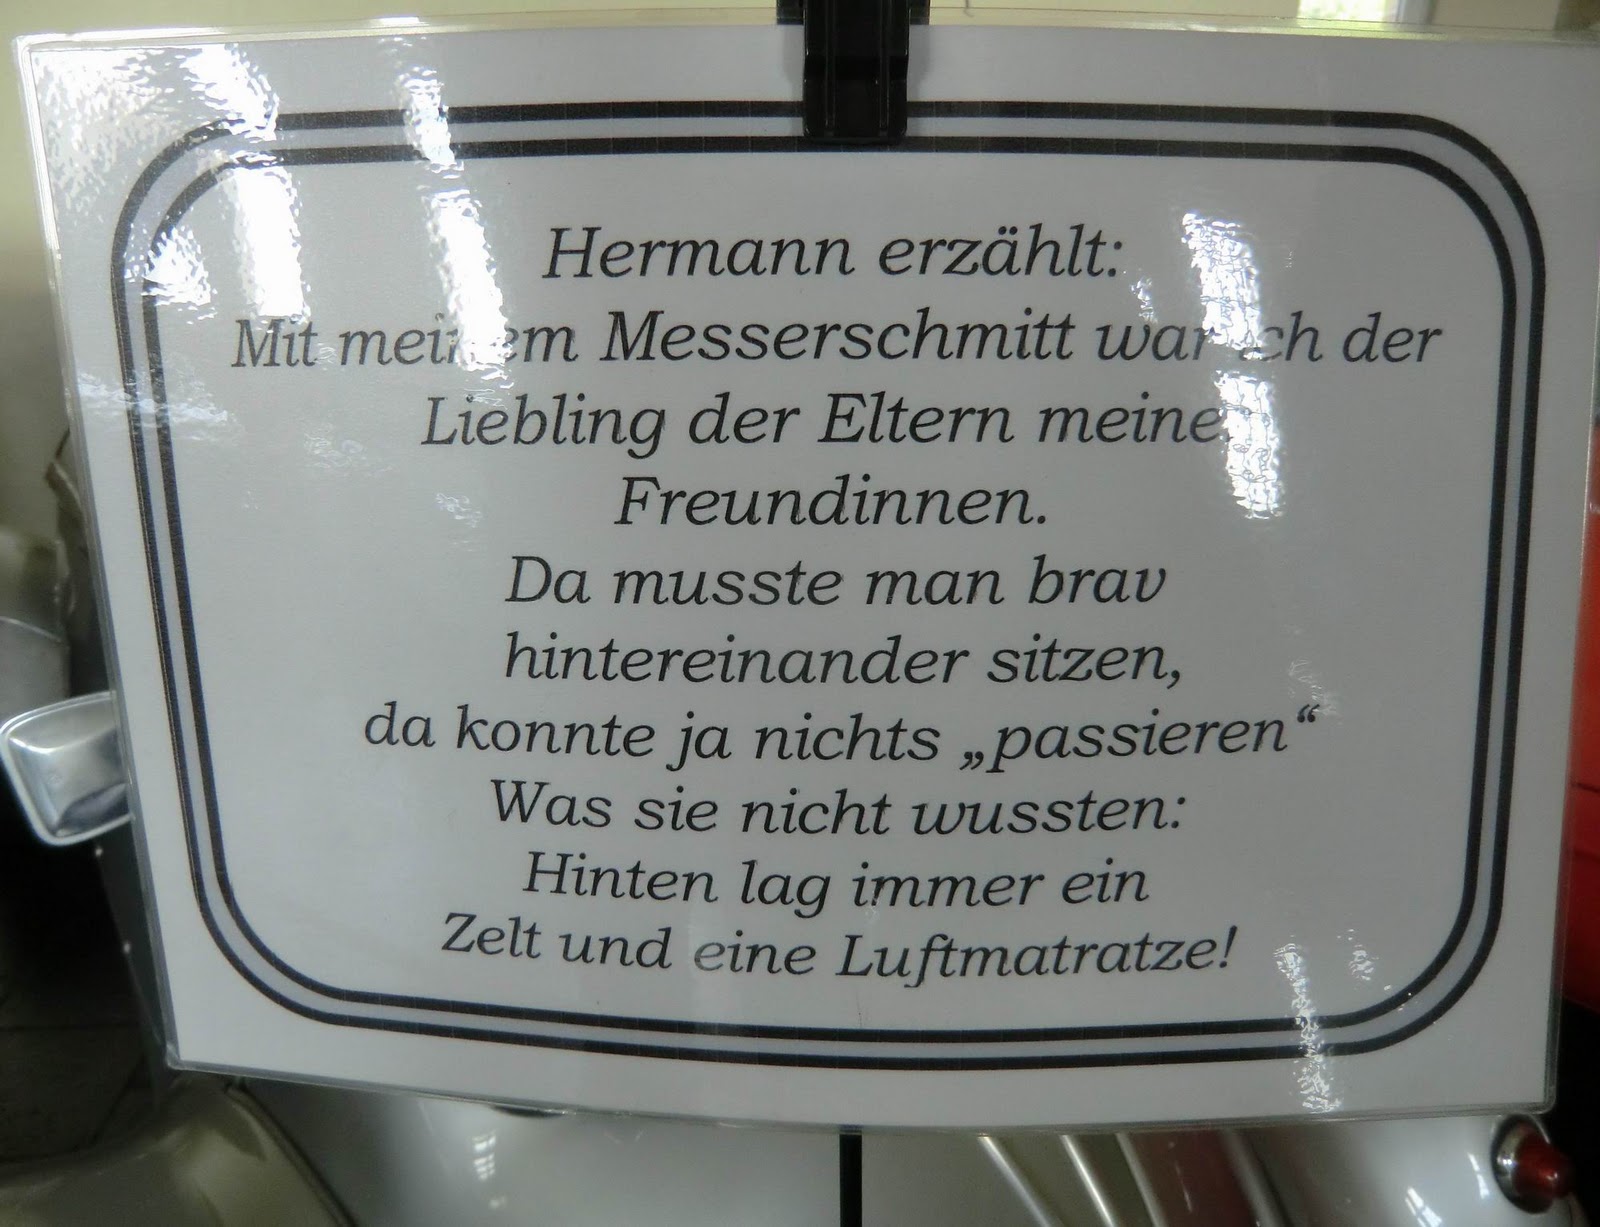 Hermann erzählt:
Mit meinem Messerschmitt war ich der
Liebling der Eltern meiner
Freundinnen.
Da musste man brav
hintereinander sitzen,
da konnte ja nichts „passieren“
Was sie nicht wussten:
Hinten lag immer ein
Zelt und eine Luftmatratze!